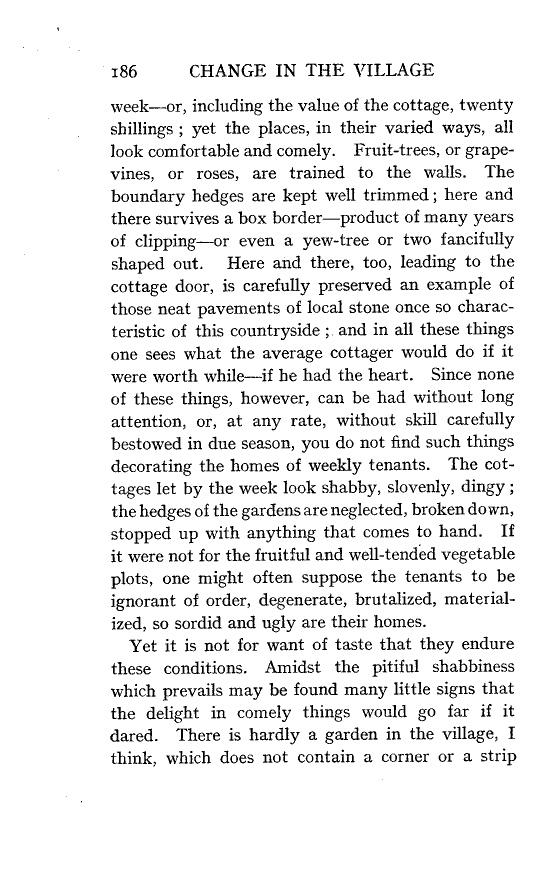 186 CHANGE IN THE VILLAGE
week—or, including the value of the cottage, twenty
shillings ; yet the places, in their varied ways, all
look comfortable and comely. Fruit-trees, or grape-
vines, or roses, are trained to the walls. The
boundary hedges are kept well trimmed ; here and
there survives a box border—product of many years
of clipping—or even a yew-tree or two fancifully
shaped out. Here and there, too, leading to the
cottage door, is carefully preserved an example of
those neat pavements of local stone once so charac-
teristic of this countryside ; and in all these things
one sees what the average cottager would do if it
were worth while—if he had the heart. Since none
of these things, however, can be had without long
attention, or, at any rate, without skill carefully
bestowed in due season, you do not find such things
decorating the homes of weekly tenants. The cot-
tages let by the week look shabby, slovenly, dingy ;
the hedges of the gardens are neglected, broken down,
stopped up with anything that comes to hand. If
it were not for the fruitful and well-tended vegetable
plots, one might often suppose the tenants to be
ignorant of order, degenerate, brutalized, material-
ized, so sordid and ugly are their homes.
Yet it is not for want of taste that they endure
these conditions. Amidst the pitiful shabbiness
which prevails may be found many little signs that
the delight in comely things would go far if it
dared. There is hardly a garden in the village, I
think, which does not contain a corner or a strip